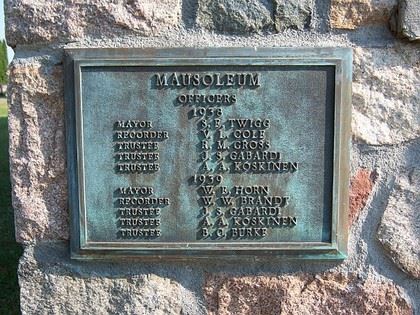 MAUSOLEUM
OFFICERS
1938
MAYOR S. E. TWIGG
RECORDER V. L. COLE
TRUSTEE R. M. GROSS
TRUSTEE J. S. GABARDI
TRUSTEE A. A. KOSKINEN
1939
MAYOR W. E. HORN
RECORDER W. W. BRANDT
TRUSTEE J. S. GABARDI
TRUSTEE A. A. KOSKINEN
TRUSTEE B. C. BURKE